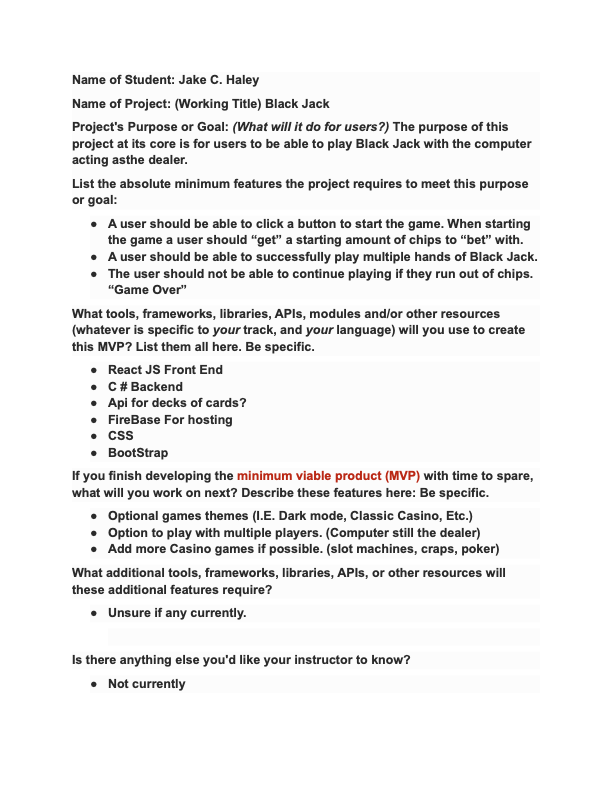 Name of Student: Jake C. Haley
Name of Project: (Working Title) Black Jack
Project's Purpose or Goal: (What will it do for users?) The purpose of this
project at its core is for users to be able to play Black Jack with the computer
acting asthe dealer.
List the absolute minimum features the project requires to meet this purpose
or goal:
● A user should be able to click a button to start the game. When starting
the game a user should “get” a starting amount of chips to “bet” with.
● A user should be able to successfully play multiple hands of Black Jack.
● The user should not be able to continue playing if they run out of chips.
“Game Over”
What tools, frameworks, libraries, APIs, modules and/or other resources
(whatever is specific to your track, and your language) will you use to create
this MVP? List them all here. Be specific.
● React JS Front End
● C # Backend
● Api for decks of cards?
● FireBase For hosting
● CSS
● BootStrap
If you finish developing the minimum viable product (MVP) with time to spare,
what will you work on next? Describe these features here: Be specific.
● Optional games themes (I.E. Dark mode, Classic Casino, Etc.)
● Option to play with multiple players. (Computer still the dealer)
● Add more Casino games if possible. (slot machines, craps, poker)
What additional tools, frameworks, libraries, APIs, or other resources will
these additional features require?
● Unsure if any currently.
Is there anything else you'd like your instructor to know?
● Not currently